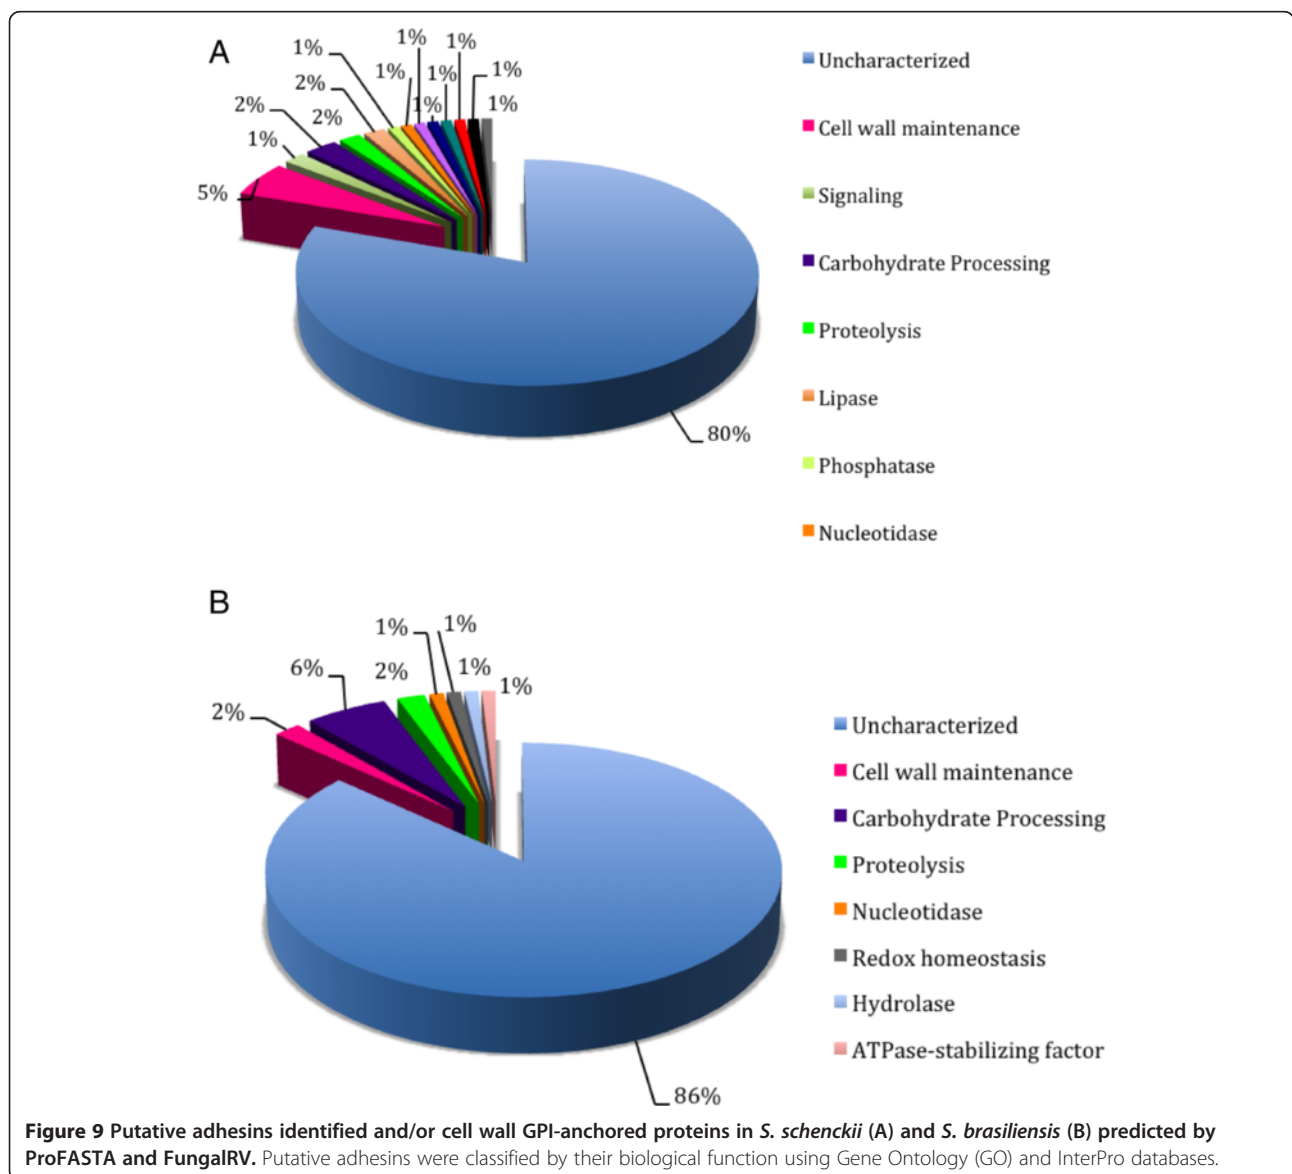 A
1%
1%
1%
1%
1%
1%
2%
1%
1%
2%
2%
1%
5%
80%
Uncharacterized
Cell wall maintenance
Signaling
Carbohydrate Processing
Proteolysis
Lipase
Phosphatase
Nucleotidase
B
1%
1%
6%
2%
1%
1%
2%
86%
Uncharacterized
Cell wall maintenance
Carbohydrate Processing
Proteolysis
Nucleotidase
Redox homeostasis
Hydrolase
ATPase-stabilizing factor
Figure 9 Putative adhesins identified and/or cell wall GPI-anchored proteins in S. schenckii (A) and S. brasiliensis (B) predicted by
ProFASTA and FungalRV. Putative adhesins were classified by their biological function using Gene Ontology (GO) and InterPro databases.